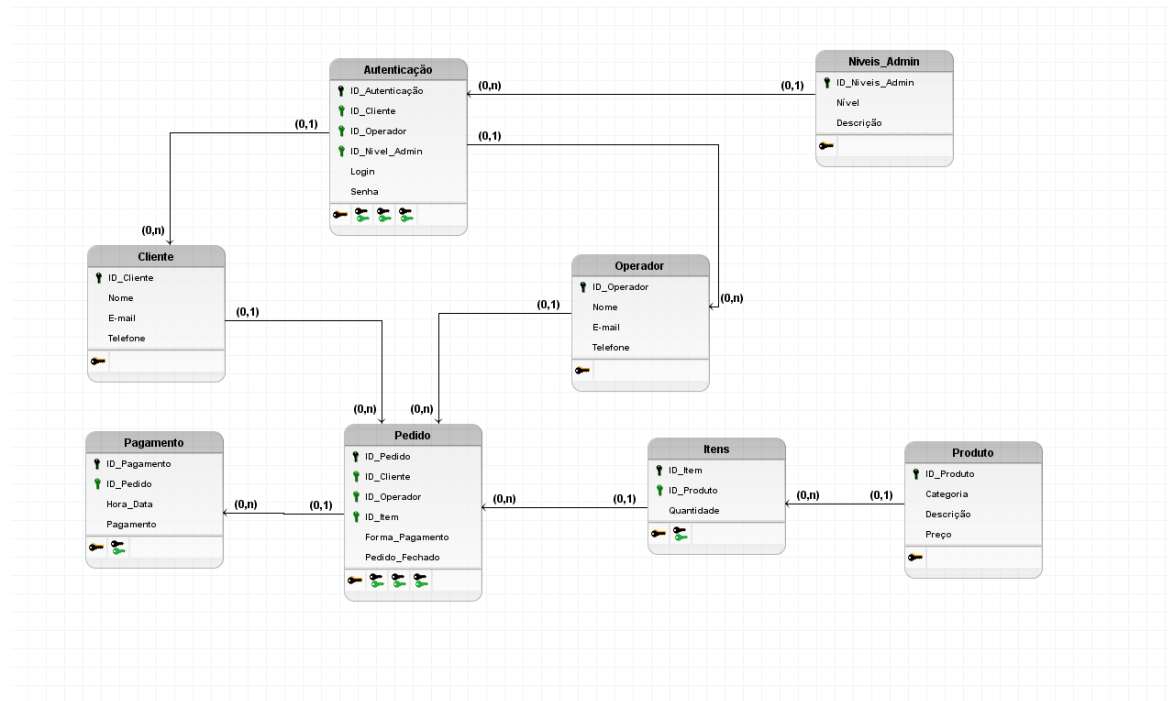 Autenticação
ID_Autenticação
ID_Cliente
ID_Operador
ID_Nivel_Admin
Login
Senha
Niveis_Admin
ID_Niveis_Admin
Nível
Descrição
(0,n)
(0,1)
(0,1)
(0,1)
(0,n)
(0,n)
Cliente
ID_Cliente
Nome
E-mail
Telefone
Operador
ID_Operador
Nome
E-mail
Telefone
(0,1)
(0,1)
(0,n)
(0,n)
Pagamento
ID_Pagamento
ID_Pedido
Hora_Data
Pagamento
(0,n)
(0,1)
Pedido
ID_Pedido
ID_Cliente
ID_Operador
ID_Item
Forma_Pagamento
Pedido_Fechado
(0,n)
(0,1)
Itens
ID_Item
ID_Produto
Quantidade
(0,n)
(0,1)
Produto
ID_Produto
Categoria
Descrição
Preço